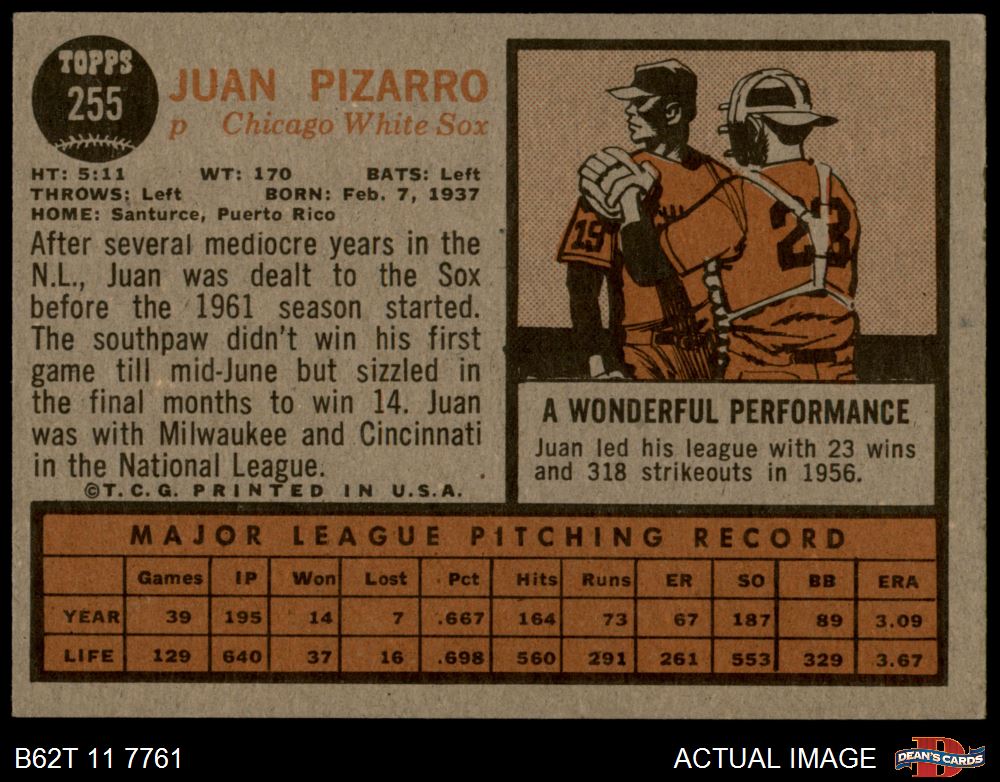 TOPPS
255
JUAN PIZARRO
p Chicago White Sox
HT: 5:11 WT: 170 BATS: Left
THROWS: Left BORN: Feb. 7, 1937
HOME: Santurce, Puerto Rico
After several mediocre years in the
N.L., Juan was dealt to the Sox
before the 1961 season started.
The southpaw didn't win his first
game till mid-June but sizzled in
the final months to win 14. Juan
was with Milwaukee and Cincinnati
in the National League.
©T.C.G. PRINTED IN U.S.A.
19
23
A WONDERFUL PERFORMANCE
Juan led his league with 23 wins
and 318 strikeouts in 1956.
MAJOR LEAGUE PITCHING RECORD
Games IP Won Lost Pct Hits Runs ER SO BB ERA
YEAR 39 195 14 7 .667 164 73 67 187 89 3.09
LIFE 129 640 37 16 .698 560 291 261 553 329 3.67
B62T 11 7761
ACTUAL IMAGE
D
DEAN'S CARDS